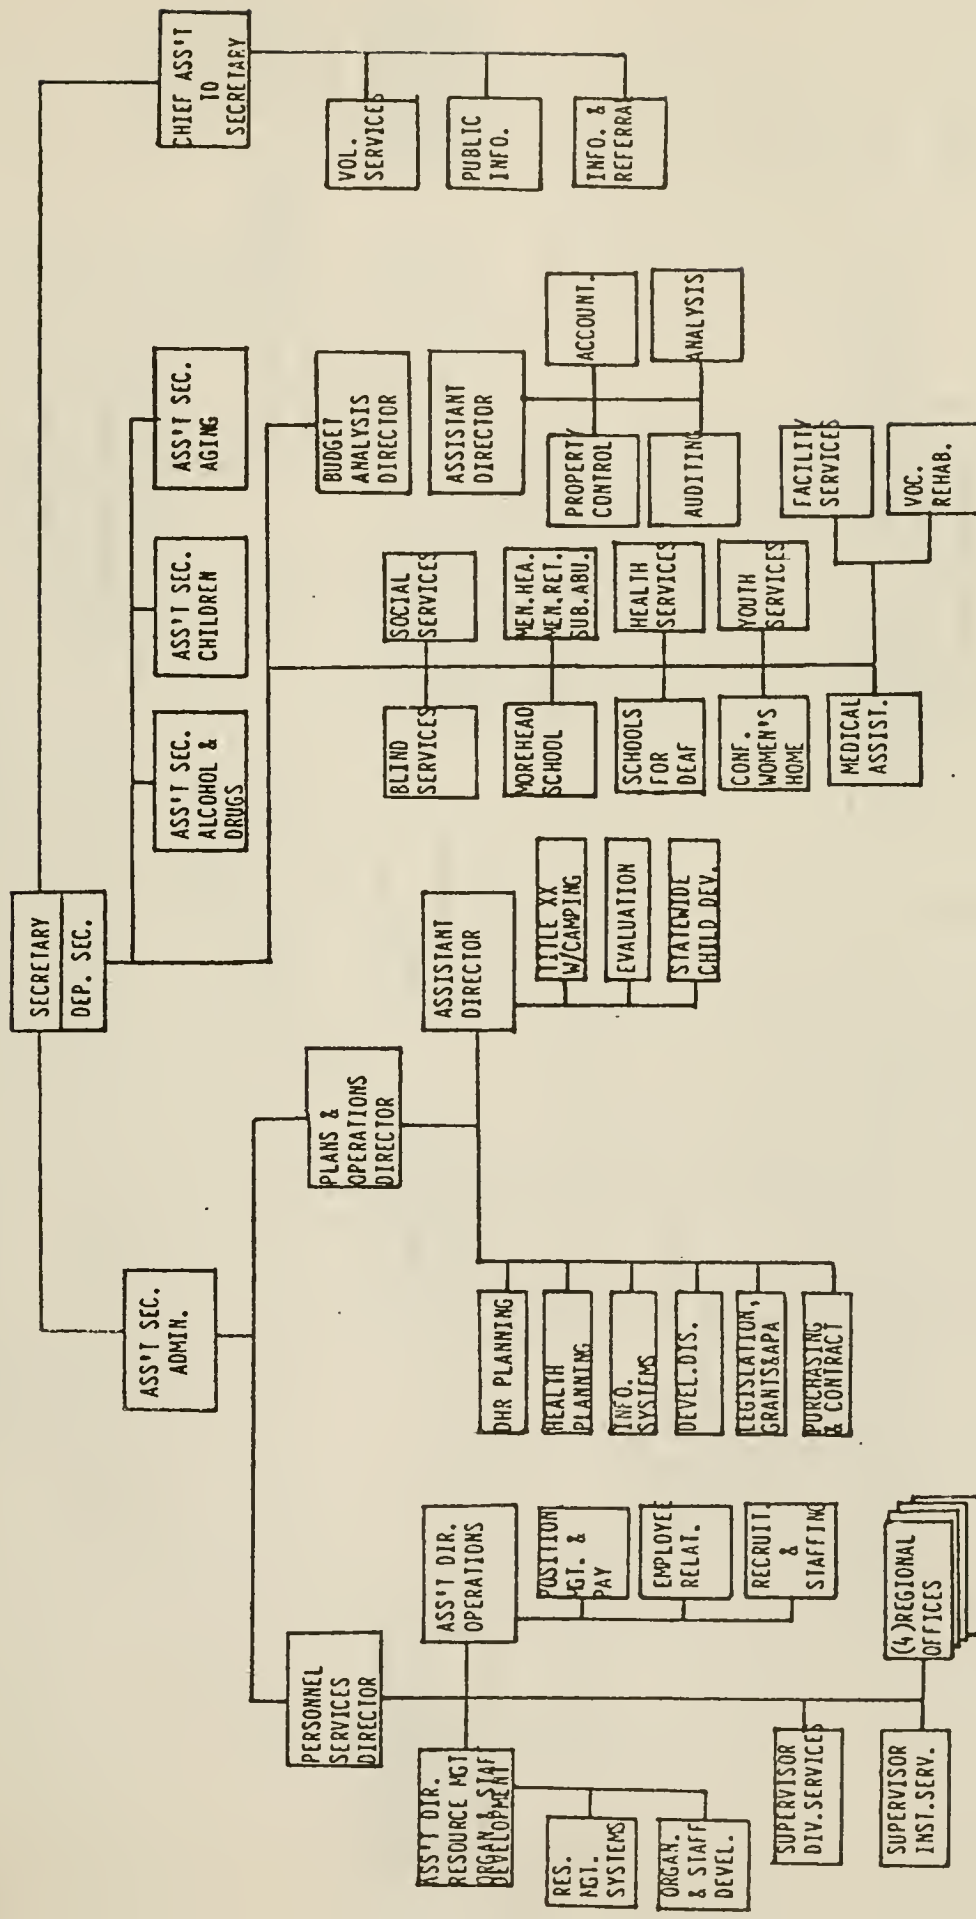 SECRETARY
DEP. SEC.
ASS'T SEC.
ADMIN.
CHIEF ASS'T
TO
SECRETARY
ASS'T SEC.
ALCOHOL &
DRUGS
ASS'T SEC.
CHILDREN
ASS'T SEC.
AGING
VOL.
SERVICES
PUBLIC
INFO.
INFO. &
REFERRAL
PERSONNEL
SERVICES
DIRECTOR
PLANS &
OPERATIONS
DIRECTOR
BUDGET
ANALYSIS
DIRECTOR
ASS'T DIR.
RESOURCE MGT
ORGAN & STAF
DEVELOPMENT
RES.
MGT.
SYSTEMS
ORGAN.
& STAFF
DEVEL.
ASS'T DIR.
OPERATIONS
POSITION
MGT. &
PAY
EMPLOYEE
RELAT.
RECRUIT.
&
STAFFING
SUPERVISOR
DIV.SERVICES
SUPERVISOR
INST.SERV.
(4)REGIONAL
OFFICES
DHR PLANNING
HEALTH
PLANNING
INFO.
SYSTEMS
DEVEL.DIS.
LEGISLATION,
GRANTS&APA
PURCHASING
& CONTRACT
ASSISTANT
DIRECTOR
TITLE XX
W/CAMPING
EVALUATION
STATEWIDE
CHILD DEV.
BLIND
SERVICES
SOCIAL
SERVICES
MOREHEAD
SCHOOL
MEN.HEA.
MEN.RET.
SUB.ABU.
SCHOOLS
FOR
DEAF
HEALTH
SERVICES
CONF.
WOMEN'S
HOME
YOUTH
SERVICES
MEDICAL
ASSIST.
FACILITY
SERVICES
VOC.
REHAB.
ASSISTANT
DIRECTOR
PROPERTY
CONTROL
ACCOUNT.
AUDITING
ANALYSIS